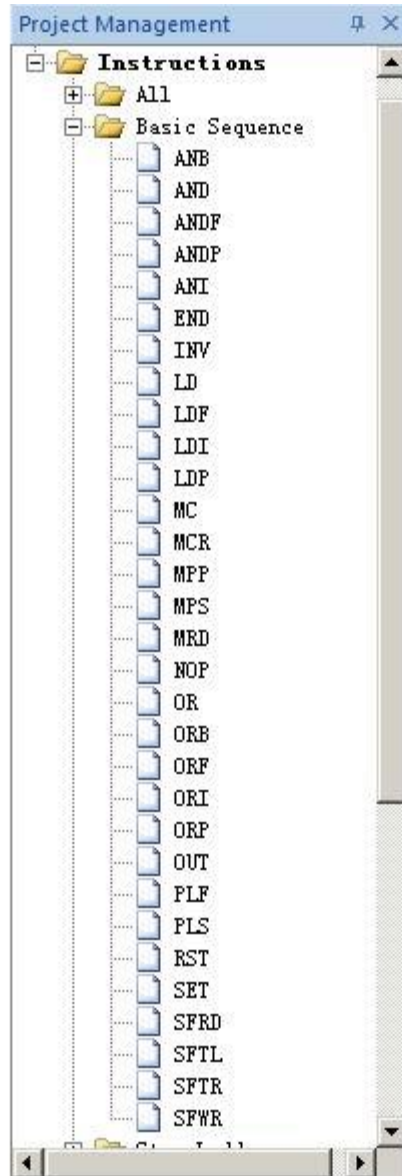 Project Management
Instructions
All
Basic Sequence
ANB
AND
ANDF
ANDP
ANI
END
INV
LD
LDF
LDI
LDP
MC
MCR
MPP
MPS
MRD
NOP
OR
ORB
ORF
ORI
ORP
OUT
PLF
PLS
RST
SET
SFRD
SFTL
SFTR
SFWR